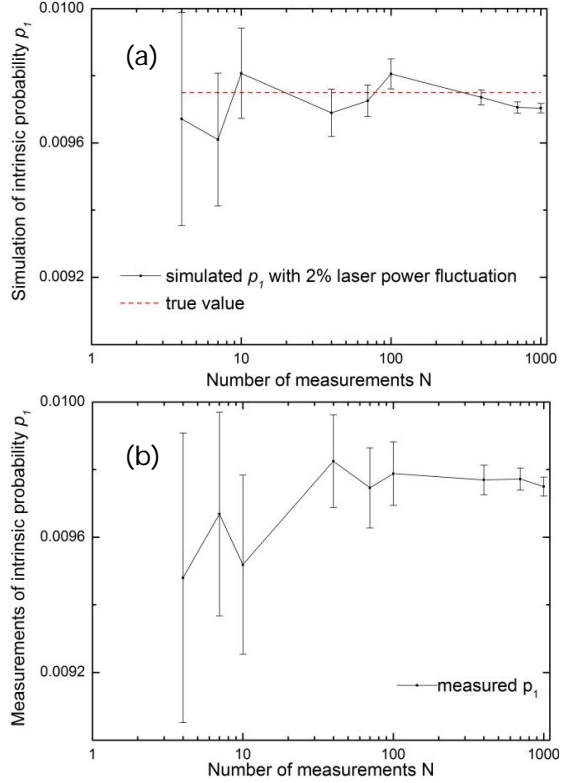 Simulation of intrinsic probability p₁
0.0100
0.0096
0.0092
(a)
simulated p₁ with 2% laser power fluctuation
true value
1 10 100 1000
Number of measurements N
Measurements of intrinsic probability p₁
0.0100
0.0096
0.0092
(b)
measured p₁
1 10 100 1000
Number of measurements N